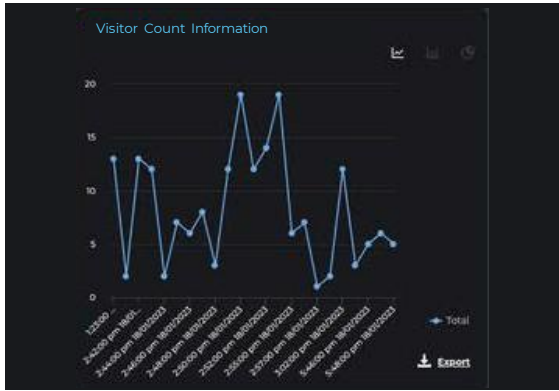 Visitor Count Information
20
15
10
5
0
1:23:00 ...
2:42:00 pm 18/01...
2:44:00 pm 18/01/2023
2:46:00 pm 18/01/2023
2:48:00 pm 18/01/2023
2:50:00 pm 18/01/2023
2:52:00 pm 18/01/2023
2:55:00 pm 18/01/2023
2:57:00 pm 18/01/2023
3:02:00 pm 18/01/2023
5:46:00 pm 18/01/2023
5:48:00 pm 18/01/2023
Total
Export